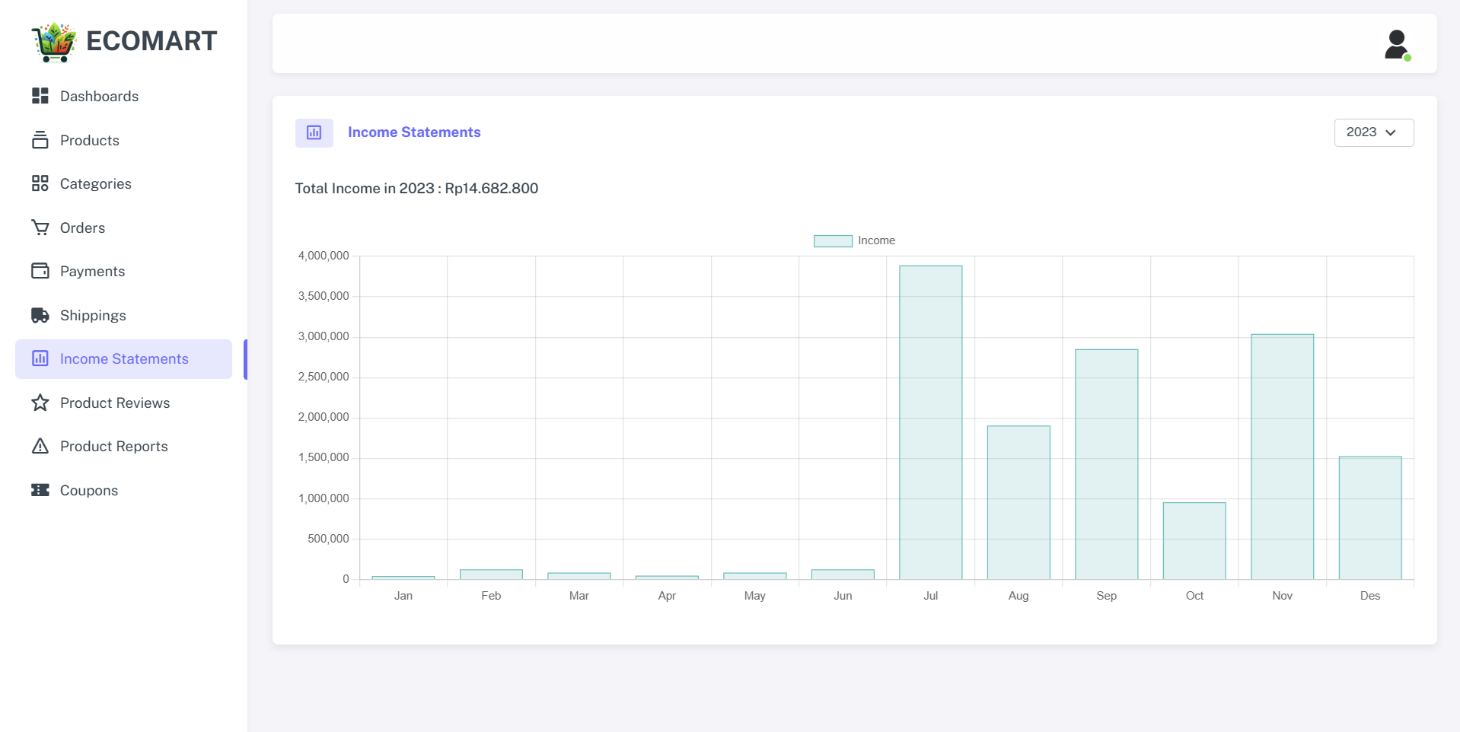 ECOMART
Dashboards
Products
Categories
Orders
Payments
Shippings
Income Statements
Product Reviews
Product Reports
Coupons
Income Statements
2023
Total Income in 2023 : Rp14.682.800
Income
4,000,000
3,500,000
3,000,000
2,500,000
2,000,000
1,500,000
1,000,000
500,000
0
Jan Feb Mar Apr May Jun Jul Aug Sep Oct Nov Des